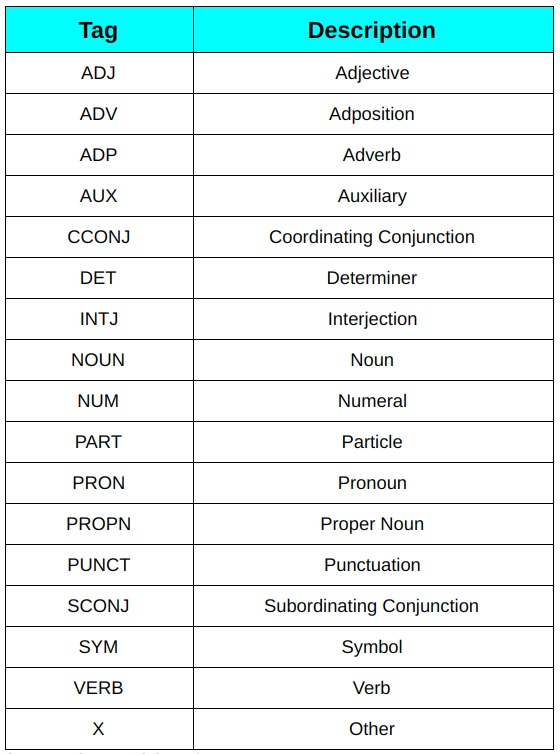 Tag Description
ADJ Adjective
ADV Adposition
ADP Adverb
AUX Auxiliary
CCONJ Coordinating Conjunction
DET Determiner
INTJ Interjection
NOUN Noun
NUM Numeral
PART Particle
PRON Pronoun
PROPN Proper Noun
PUNCT Punctuation
SCONJ Subordinating Conjunction
SYM Symbol
VERB Verb
X Other